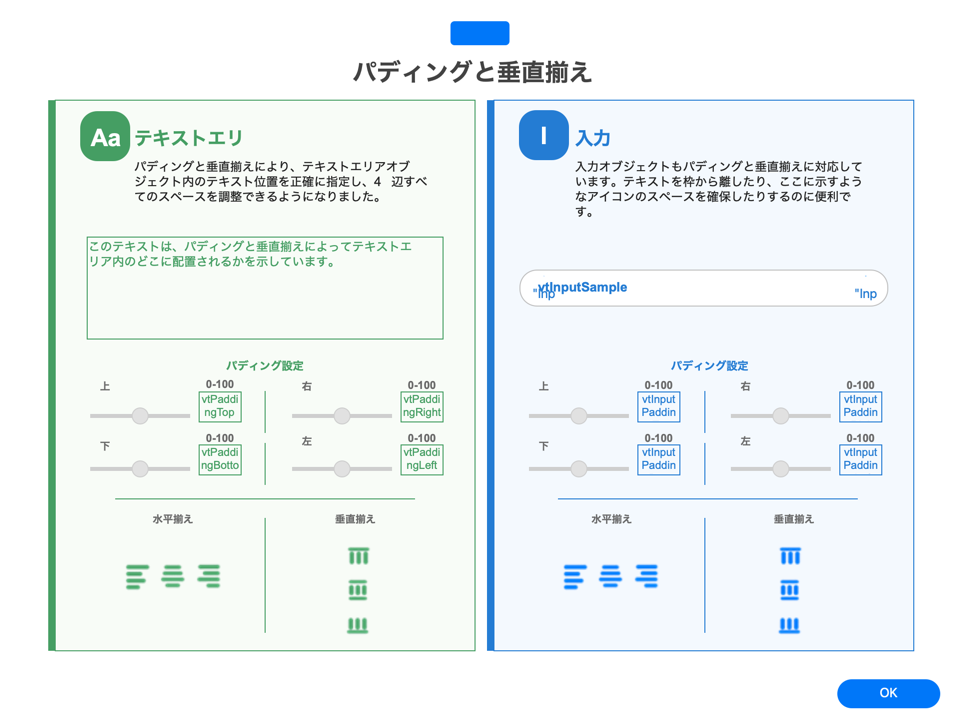 パディングと垂直揃え
Aa
テキストエリ
パディングと垂直揃えにより、テキストエリアオブ
ジェクト内のテキスト位置を正確に指定し、4 辺すべ
てのスペースを調整できるようになりました。
このテキストは、パディングと垂直揃えによってテキストエ
リア内のどこに配置されるかを示しています。
パディング設定
上
0-100
vtPaddi
ngTop
右
0-100
vtPaddi
ngRight
下
0-100
vtPaddi
ngBotto
左
0-100
vtPaddi
ngLeft
水平揃え
垂直揃え
I
入力
入力オブジェクトもパディングと垂直揃えに対応して
います。テキストを枠から離したり、ここに示すよう
なアイコンのスペースを確保したりするのに便利で
す。
vtInputSample
"Inp
"Inp
パディング設定
上
0-100
vtInput
Paddin
右
0-100
vtInput
Paddin
下
0-100
vtInput
Paddin
左
0-100
vtInput
Paddin
水平揃え
垂直揃え
OK